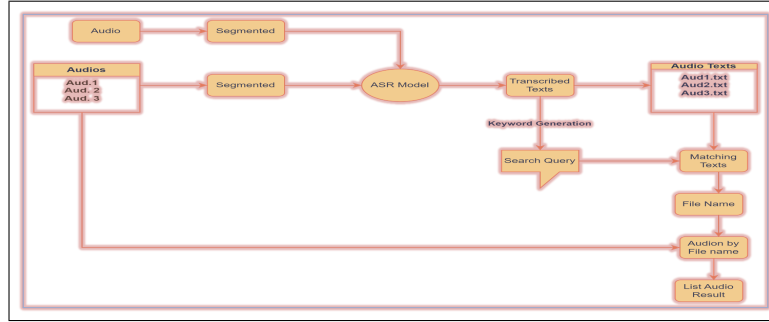 Audio
Segmented
Audios
Aud.1
Aud. 2
Aud. 3
Segmented
ASR Model
Transcribed
Texts
Audio Texts
Aud1.txt
Aud2.txt
Aud3.txt
Keyword Generation
Search Query
Matching
Texts
File Name
Audion by
File name
List Audio
Result